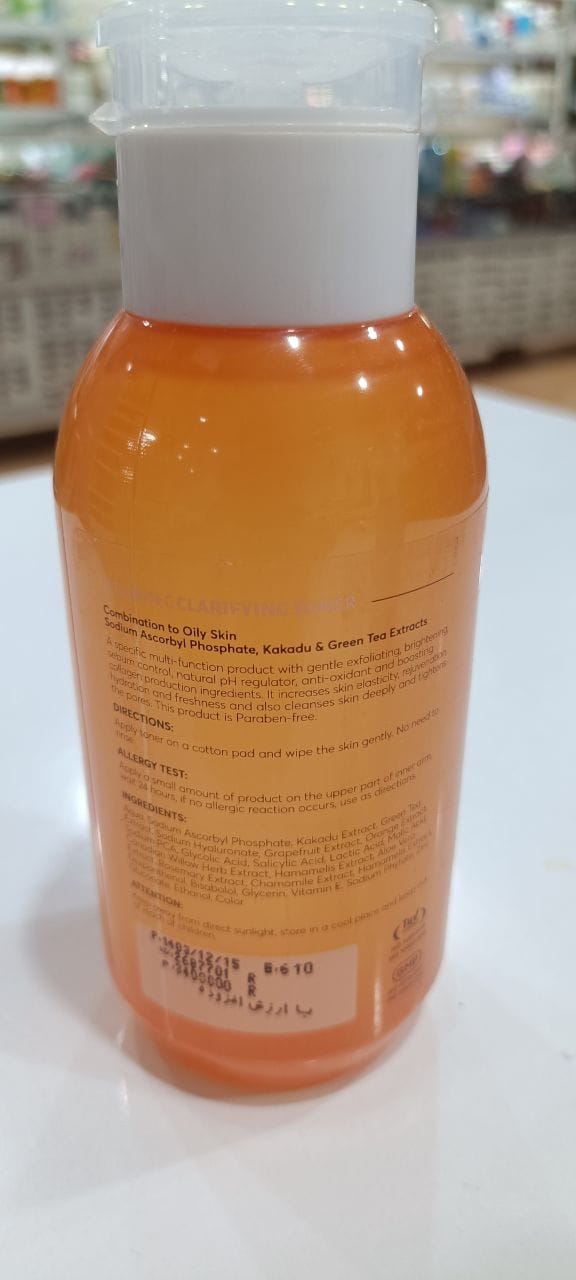 CLARIFYING TONER
Combination to Oily Skin
Sodium Ascorbyl Phosphate, Kakadu & Green Tea Extracts
A specific multi-function product with gentle exfoliating, brightening,
sebum control, natural pH regulator, anti-oxidant and boosting
collagen production ingredients. It increases skin elasticity, rejuvenation,
hydration and freshness and also cleanses skin deeply and tightens
the pores. This product is Paraben-free.
DIRECTIONS:
Apply toner on a cotton pad and wipe the skin gently. No need to
rinse.
ALLERGY TEST:
Apply a small amount of product on the upper part of inner arm,
wait 24 hours, if no allergic reaction occurs, use as directions.
INGREDIENTS:
Aqua, Sodium Ascorbyl Phosphate, Kakadu Extract, Green Tea
Extract, Sodium Hyaluronate, Grapefruit Extract, Orange Extract,
Sodium PCA, Glycolic Acid, Salicylic Acid, Lactic Acid, Malic Acid,
Canadian Willow Herb Extract, Hamamelis Extract, Aloe Vera
Extract, Rosemary Extract, Chamomile Extract,
Bisabolol, Glycerin, Vitamin E, Sodium
Ethanol, Color.
ATTENTION:
away from direct sunlight, store in a cool place and keep out
of reach of children.
P.1403/12/15 B.610
R
R
با ارزش افزوده
GMP